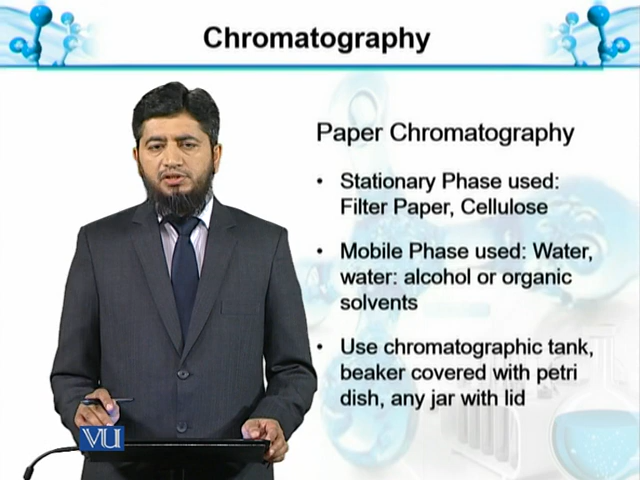 Chromatography
Paper Chromatography
• Stationary Phase used:
Filter Paper, Cellulose
• Mobile Phase used: Water,
water: alcohol or organic
solvents
• Use chromatographic tank,
beaker covered with petri
dish, any jar with lid
VU